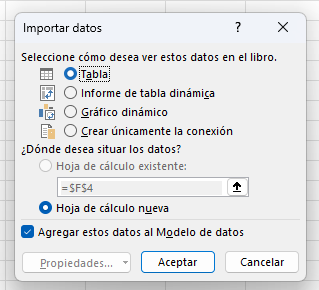 Importar datos
?
Seleccione cómo desea ver estos datos en el libro.
Tabla
Informe de tabla dinámica
Gráfico dinámico
Crear únicamente la conexión
¿Dónde desea situar los datos?
Hoja de cálculo existente:
=$F$4
Hoja de cálculo nueva
Agregar estos datos al Modelo de datos
Propiedades... Aceptar Cancelar